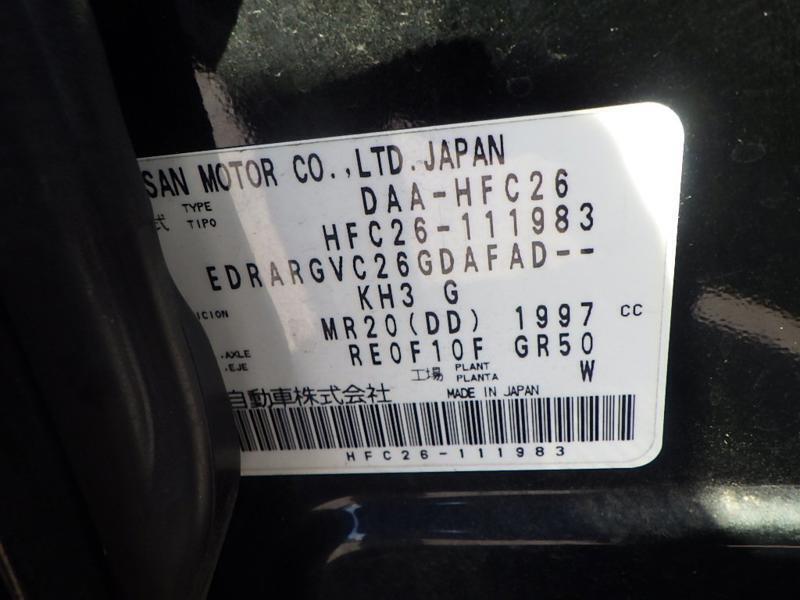 SAN MOTOR CO.,LTD.JAPAN
TYPE DAA-HFC26
式 TIPO
HFC26-111983
EDRARGVC26GDAFAD--
KH3 G
ICION
MR20(DD) 1997 CC
.AXLE RE0F10F GR50
.EJE
工場 PLANT W
PLANTA
自動車株式会社 MADE IN JAPAN
HFC26-111983